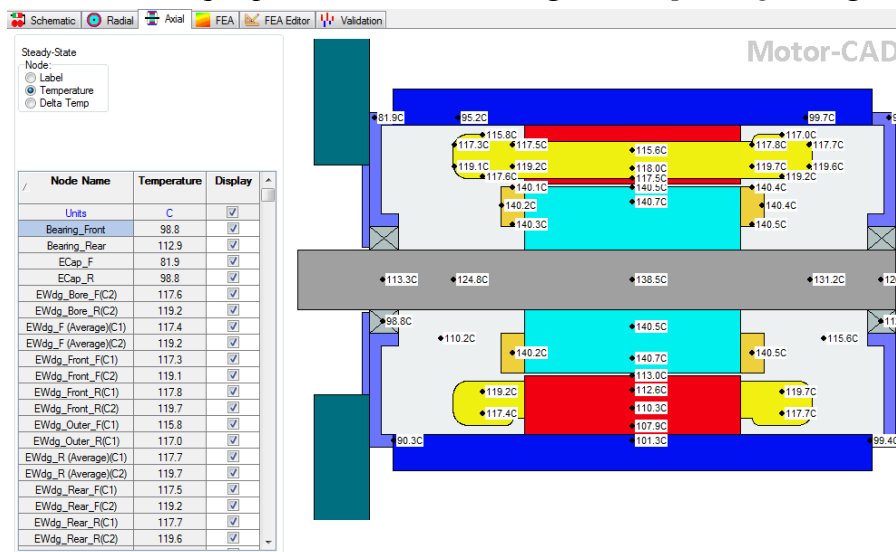 Schematic Radial Axial FEA FEA Editor Validation
Steady-State
Node:
Label
Temperature
Delta Temp
Node Name Temperature Display
Units C
Bearing_Front 98.8
Bearing_Rear 112.9
ECap_F 81.9
ECap_R 98.8
EWdg_Bore_F(C2) 117.6
EWdg_Bore_R(C2) 119.2
EWdg_F (Average)(C1) 117.4
EWdg_F (Average)(C2) 119.2
EWdg_Front_F(C1) 117.3
EWdg_Front_F(C2) 119.1
EWdg_Front_R(C1) 117.8
EWdg_Front_R(C2) 119.7
EWdg_Outer_F(C1) 115.8
EWdg_Outer_R(C1) 117.0
EWdg_R (Average)(C1) 117.7
EWdg_R (Average)(C2) 119.7
EWdg_Rear_F(C1) 117.5
EWdg_Rear_F(C2) 119.2
EWdg_Rear_R(C1) 117.7
EWdg_Rear_R(C2) 119.6
Motor-CAD
81.9C 95.2C 99.7C
115.8C 117.0C
117.3C 117.5C 115.6C 117.8C 117.7C
119.1C 119.2C 118.0C 119.7C 119.6C
117.6C 117.5C 119.2C
140.1C 140.5C 140.4C
140.2C 140.7C 140.4C
140.3C 140.5C
113.3C 124.8C 138.5C 131.2C
98.8C 140.5C
110.2C 115.6C
140.2C 140.7C 140.5C
113.0C
119.2C 112.6C 119.7C
117.4C 110.3C 117.7C
107.9C
90.3C 101.3C 99.4C